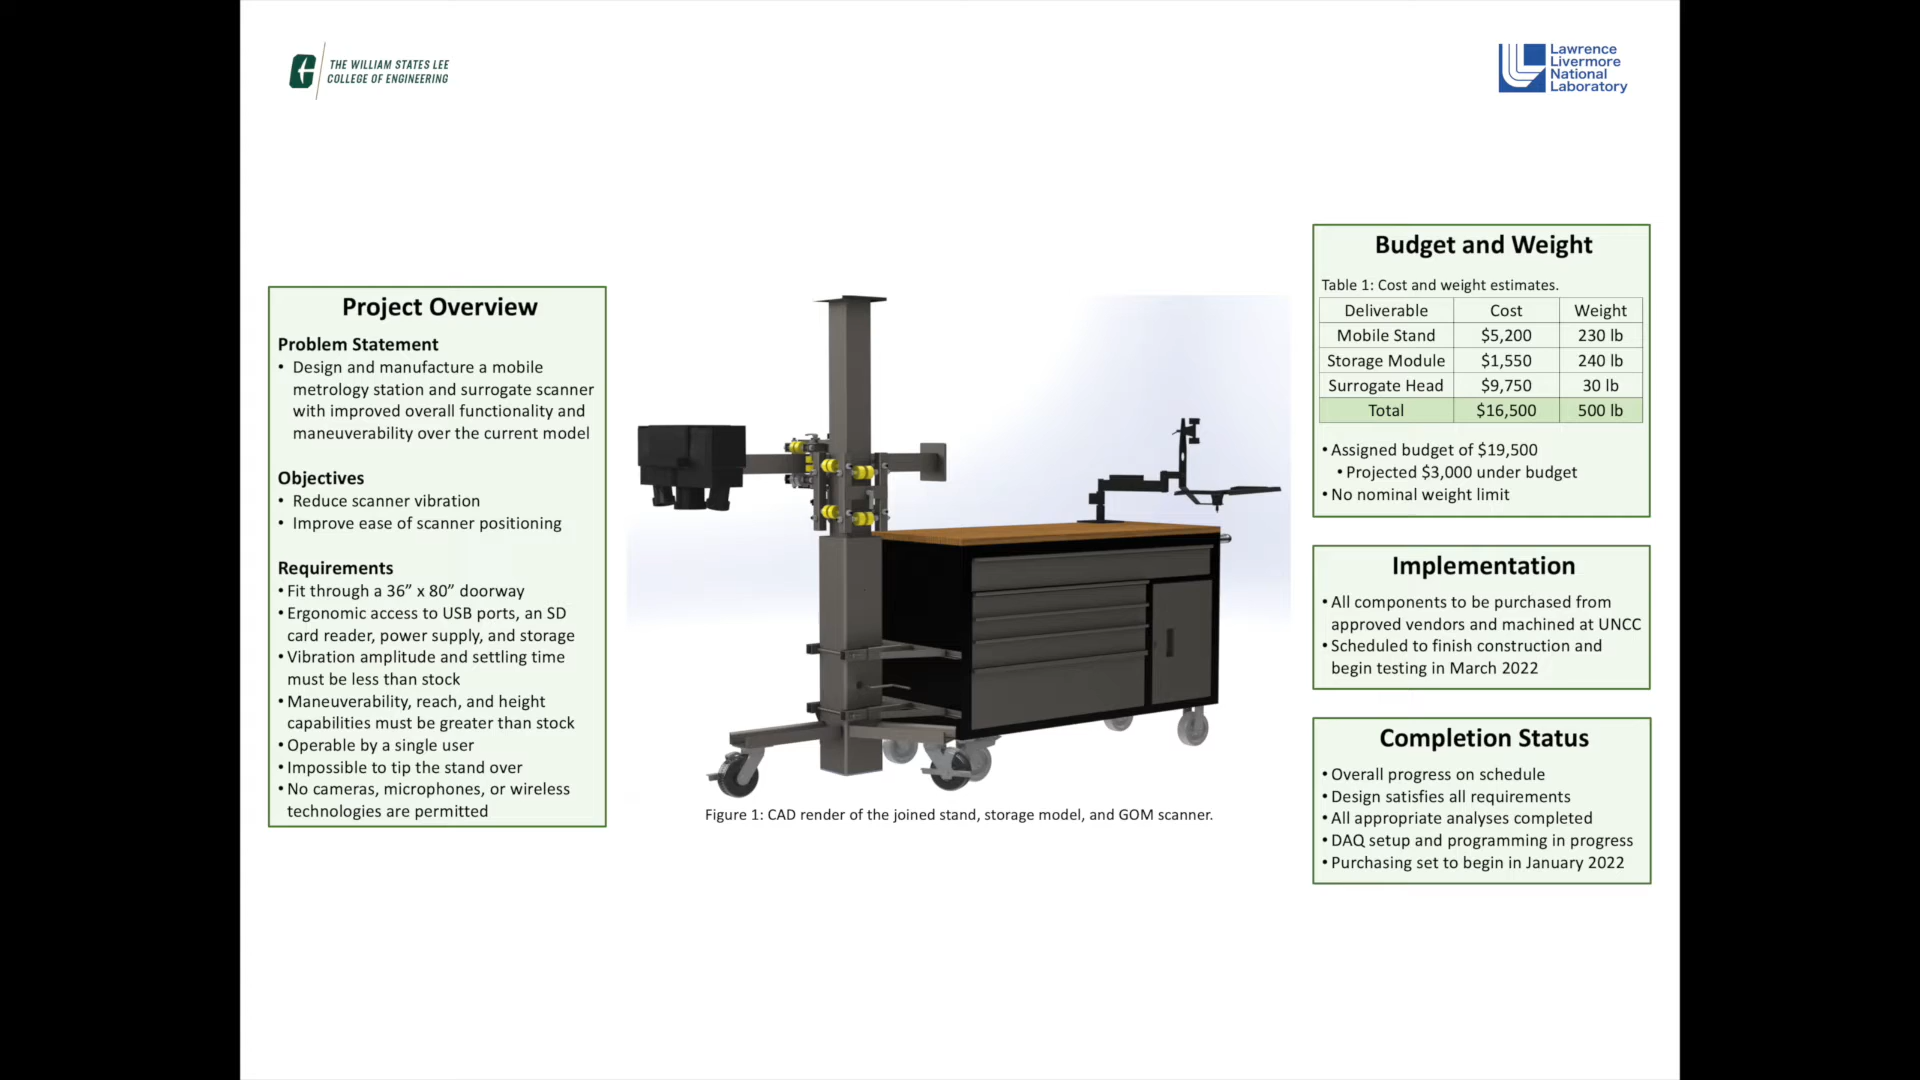 THE WILLIAM STATES LEE
COLLEGE OF ENGINEERING
Lawrence
Livermore
National
Laboratory
Project Overview
Problem Statement
• Design and manufacture a mobile
metrology station and surrogate scanner
with improved overall functionality and
maneuverability over the current model
Objectives
• Reduce scanner vibration
• Improve ease of scanner positioning
Requirements
• Fit through a 36” x 80” doorway
• Ergonomic access to USB ports, an SD
card reader, power supply, and storage
• Vibration amplitude and settling time
must be less than stock
• Maneuverability, reach, and height
capabilities must be greater than stock
• Operable by a single user
• Impossible to tip the stand over
• No cameras, microphones, or wireless
technologies are permitted
Figure 1: CAD render of the joined stand, storage model, and GOM scanner.
Budget and Weight
Table 1: Cost and weight estimates.
Deliverable Cost Weight
Mobile Stand $5,200 230 lb
Storage Module $1,550 240 lb
Surrogate Head $9,750 30 lb
Total $16,500 500 lb
• Assigned budget of $19,500
• Projected $3,000 under budget
• No nominal weight limit
Implementation
• All components to be purchased from
approved vendors and machined at UNCC
• Scheduled to finish construction and
begin testing in March 2022
Completion Status
• Overall progress on schedule
• Design satisfies all requirements
• All appropriate analyses completed
• DAQ setup and programming in progress
• Purchasing set to begin in January 2022